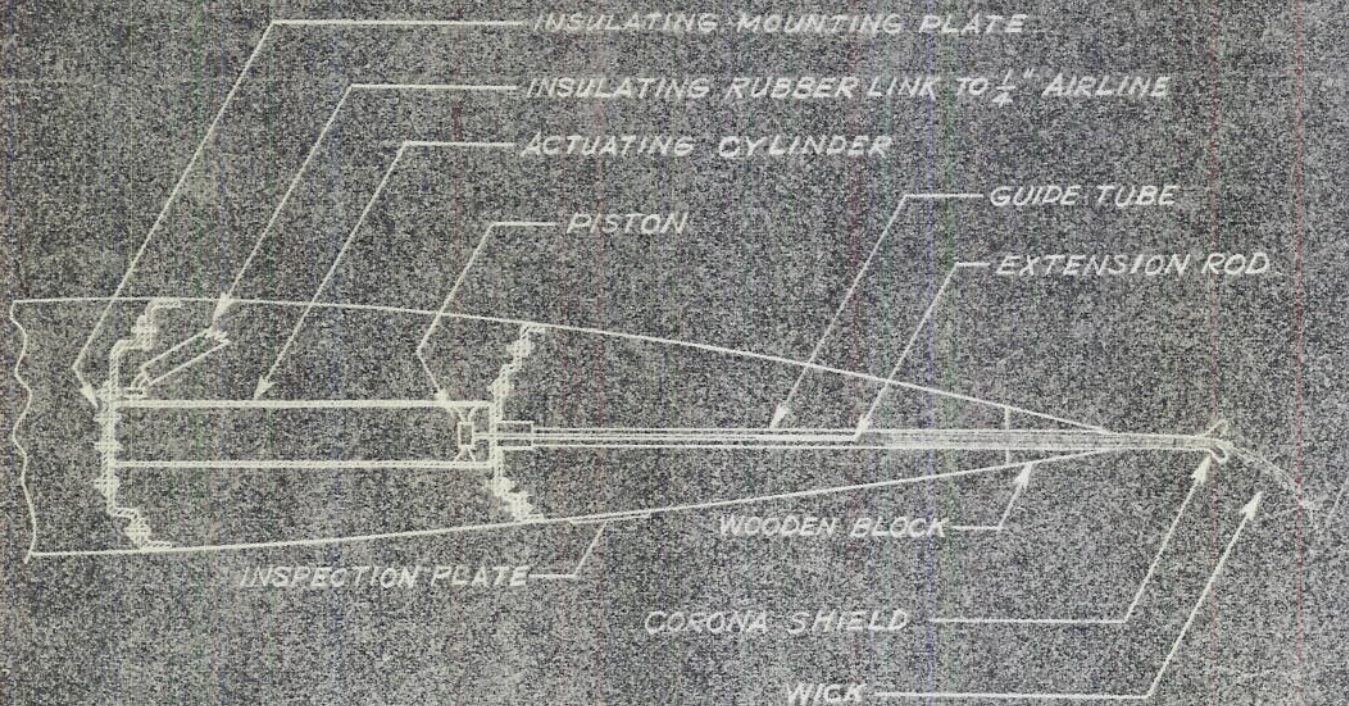 INSULATING MOUNTING PLATE
INSULATING RUBBER LINK TO 1/4" AIRLINE
ACTUATING CYLINDER
PISTON
GUIDE TUBE
EXTENSION ROD
WOODEN BLOCK
INSPECTION PLATE
CORONA SHIELD
WICK